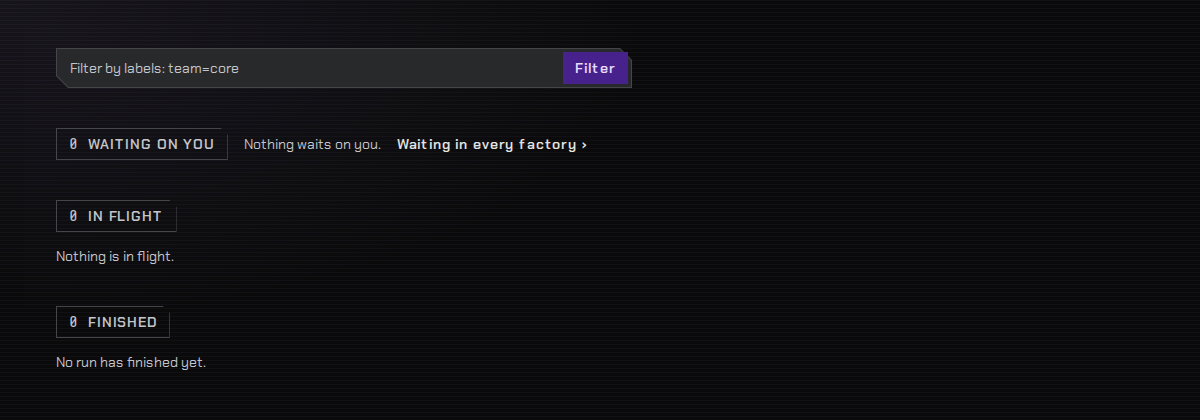 Filter by labels: team=core
Filter
0 WAITING ON YOU
Nothing waits on you.
Waiting in every factory ›
0 IN FLIGHT
Nothing is in flight.
0 FINISHED
No run has finished yet.